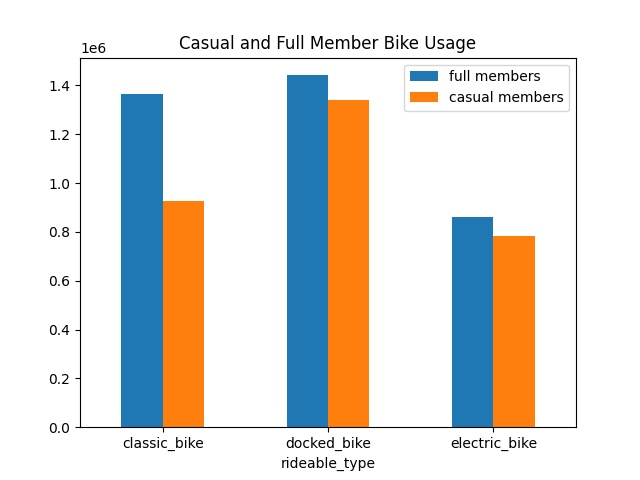 Casual and Full Member Bike Usage
1e6
full members
casual members
1.4
1.2
1.0
0.8
0.6
0.4
0.2
0.0
classic_bike docked_bike electric_bike
rideable_type